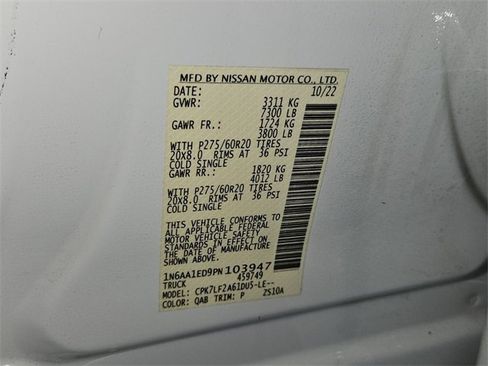 MFD BY NISSAN MOTOR CO., LTD.
DATE: 10/22
GVWR: 3311 KG
7300 LB
GAWR FR.: 1724 KG
3800 LB
WITH P275/60R20 TIRES
20X8.0 RIMS AT 36 PSI
COLD SINGLE
GAWR RR.: 1820 KG
4012 LB
WITH P275/60R20 TIRES
20X8.0 RIMS AT 36 PSI
COLD SINGLE
THIS VEHICLE CONFORMS TO
ALL APPLICABLE FEDERAL
MOTOR VEHICLE SAFETY
STANDARDS IN EFFECT ON
THE DATE OF MANUFACTURE
SHOWN ABOVE.
1N6AA1ED9PN103947
TRUCK 459749
MODEL: CPK7LF2A61DU5-LE--
COLOR: QAB TRIM: P ZS10A